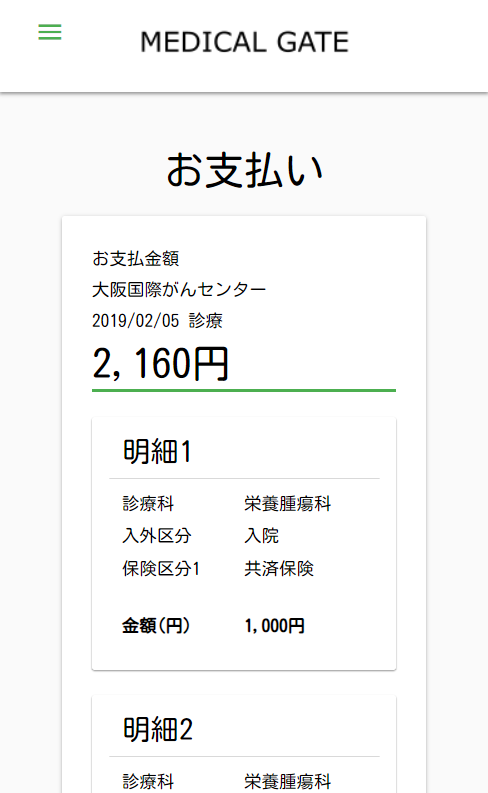 MEDICAL GATE
お支払い
お支払金額
大阪国際がんセンター
2019/02/05 診療
2,160円
明細1
診療科 栄養腫瘍科
入外区分 入院
保険区分1 共済保険
金額(円) 1,000円
明細2
診療科 栄養腫瘍科